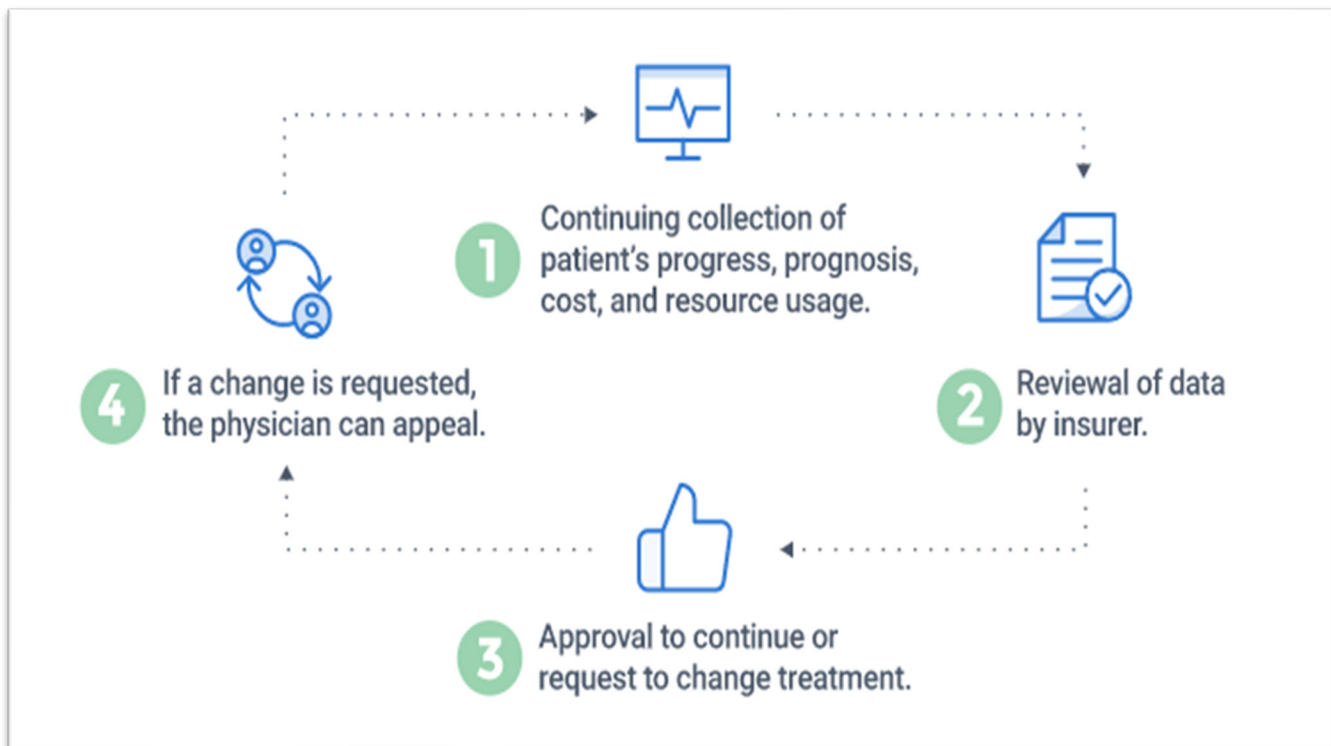 1
Continuing collection of
patient's progress, prognosis,
cost, and resource usage.
2
Reviewal of data
by insurer.
3
Approval to continue or
request to change treatment.
4
If a change is requested,
the physician can appeal.